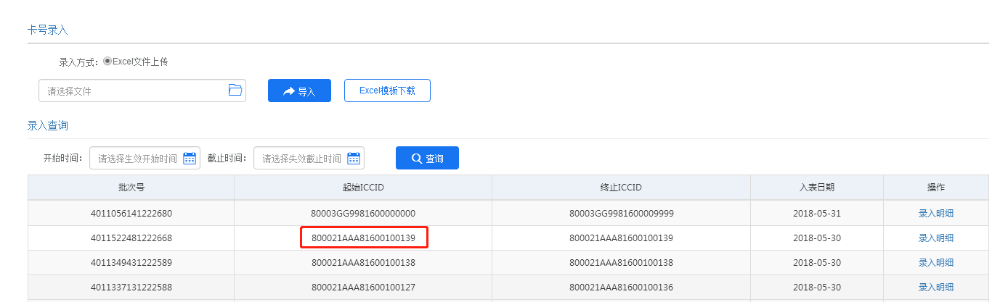 卡号录入
录入方式: Excel文件上传
请选择文件 导入 Excel模板下载
录入查询
开始时间: 请选择生效开始时间 截止时间: 请选择失效截止时间 查询
批次号 起始ICCID 终止ICCID 入表日期 操作
4011056141222680 80003GG9981600000000 80003GG9981600009999 2018-05-31 录入明细
4011522481222668 800021AAA81600100139 800021AAA81600100139 2018-05-30 录入明细
4011349431222589 800021AAA81600100138 800021AAA81600100138 2018-05-30 录入明细
4011337131222588 800021AAA81600100127 800021AAA81600100136 2018-05-30 录入明细